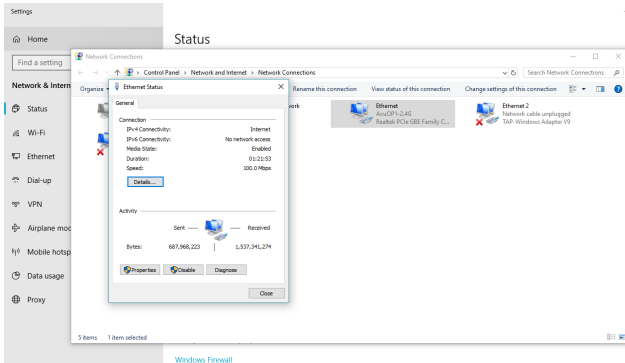 Settings
Home
Status
Find a setting
Network & Intern
Status
Wi-Fi
Ethernet
Dial-up
VPN
Airplane mod
Mobile hotsp
Data usage
Proxy
Network Connections
Control Panel > Network and Internet > Network Connections
Search Network Connections
Organize
Rename this connection
View status of this connection
Change settings of this connection
work
Ethernet
AcuOP1-2.4G
Realtek PCIe GBE Family C...
Ethernet 2
Network cable unplugged
TAP-Windows Adapter V9
Ethernet Status
General
Connection
IPv4 Connectivity: Internet
IPv6 Connectivity: No network access
Media State: Enabled
Duration: 01:21:53
Speed: 100.0 Mbps
Details...
Activity
Sent — Received
Bytes: 687,968,223 1,537,341,274
Properties
Disable
Diagnose
Close
5 items 1 item selected
Windows Firewall